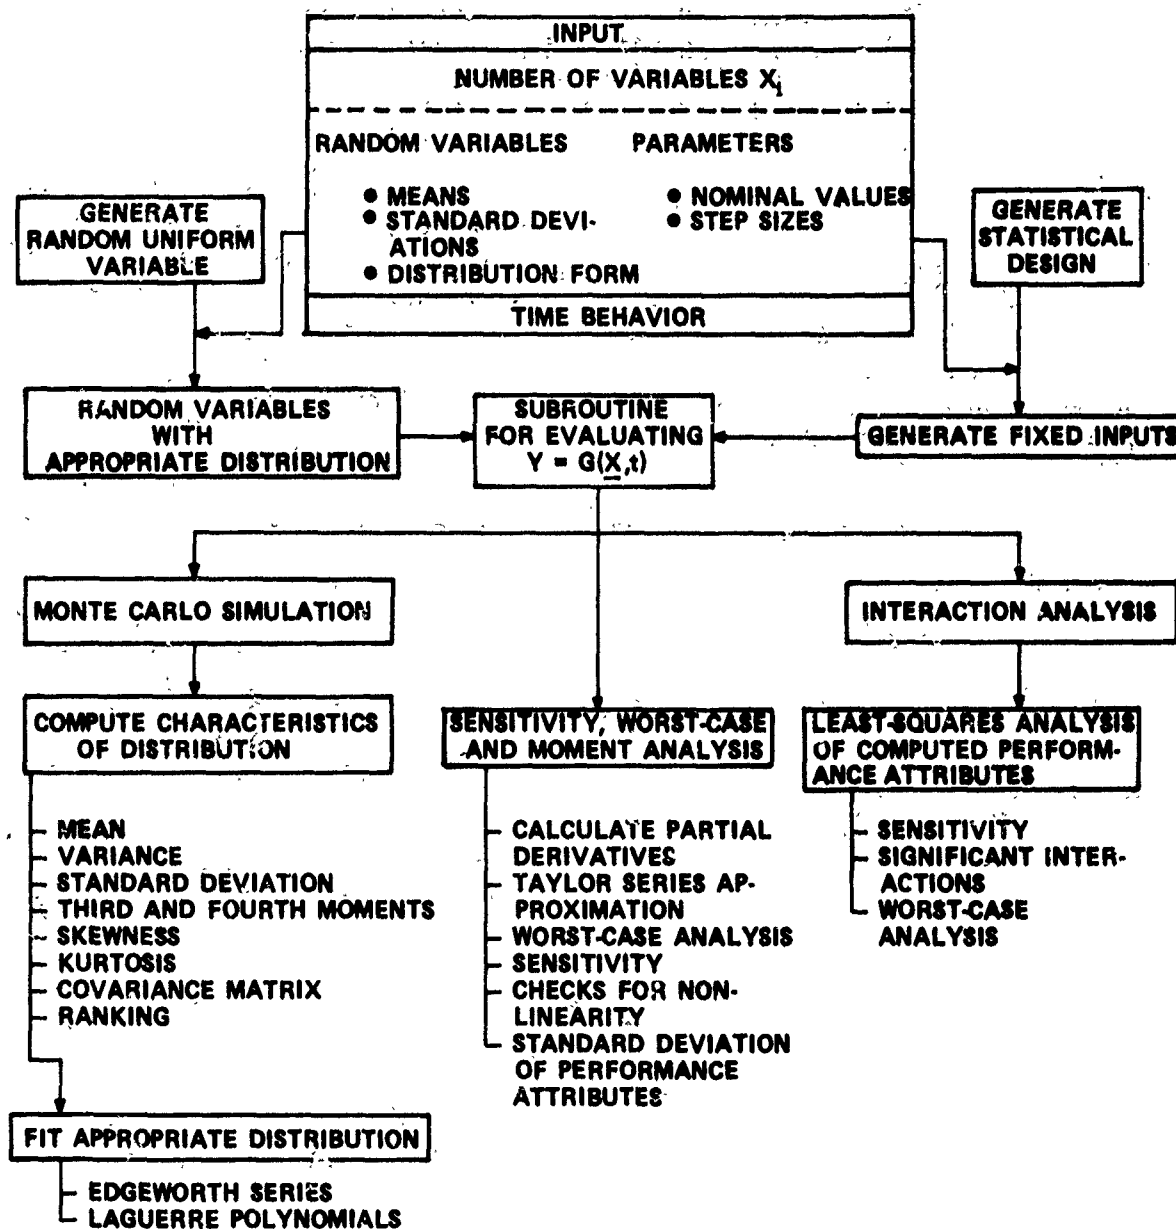 INPUT
NUMBER OF VARIABLES Xi
RANDOM VARIABLES
● MEANS
● STANDARD DEVI-
ATIONS
● DISTRIBUTION FORM
PARAMETERS
● NOMINAL VALUES
● STEP SIZES
TIME BEHAVIOR
GENERATE
RANDOM UNIFORM
VARIABLE
GENERATE
STATISTICAL
DESIGN
RANDOM VARIABLES
WITH
APPROPRIATE DISTRIBUTION
SUBROUTINE
FOR EVALUATING
Y = G(X,t)
GENERATE FIXED INPUTS
MONTE CARLO SIMULATION
INTERACTION ANALYSIS
COMPUTE CHARACTERISTICS
OF DISTRIBUTION
MEAN
VARIANCE
STANDARD DEVIATION
THIRD AND FOURTH MOMENTS
SKEWNESS
KURTOSIS
COVARIANCE MATRIX
RANKING
FIT APPROPRIATE DISTRIBUTION
EDGEWORTH SERIES
LAGUERRE POLYNOMIALS
SENSITIVITY, WORST-CASE
AND MOMENT ANALYSIS
CALCULATE PARTIAL
DERIVATIVES
TAYLOR SERIES AP-
PROXIMATION
WORST-CASE ANALYSIS
SENSITIVITY
CHECKS FOR NON-
LINEARITY
STANDARD DEVIATION
OF PERFORMANCE
ATTRIBUTES
LEAST-SQUARES ANALYSIS
OF COMPUTED PERFORM-
ANCE ATTRIBUTES
SENSITIVITY
SIGNIFICANT INTER-
ACTIONS
WORST-CASE
ANALYSIS